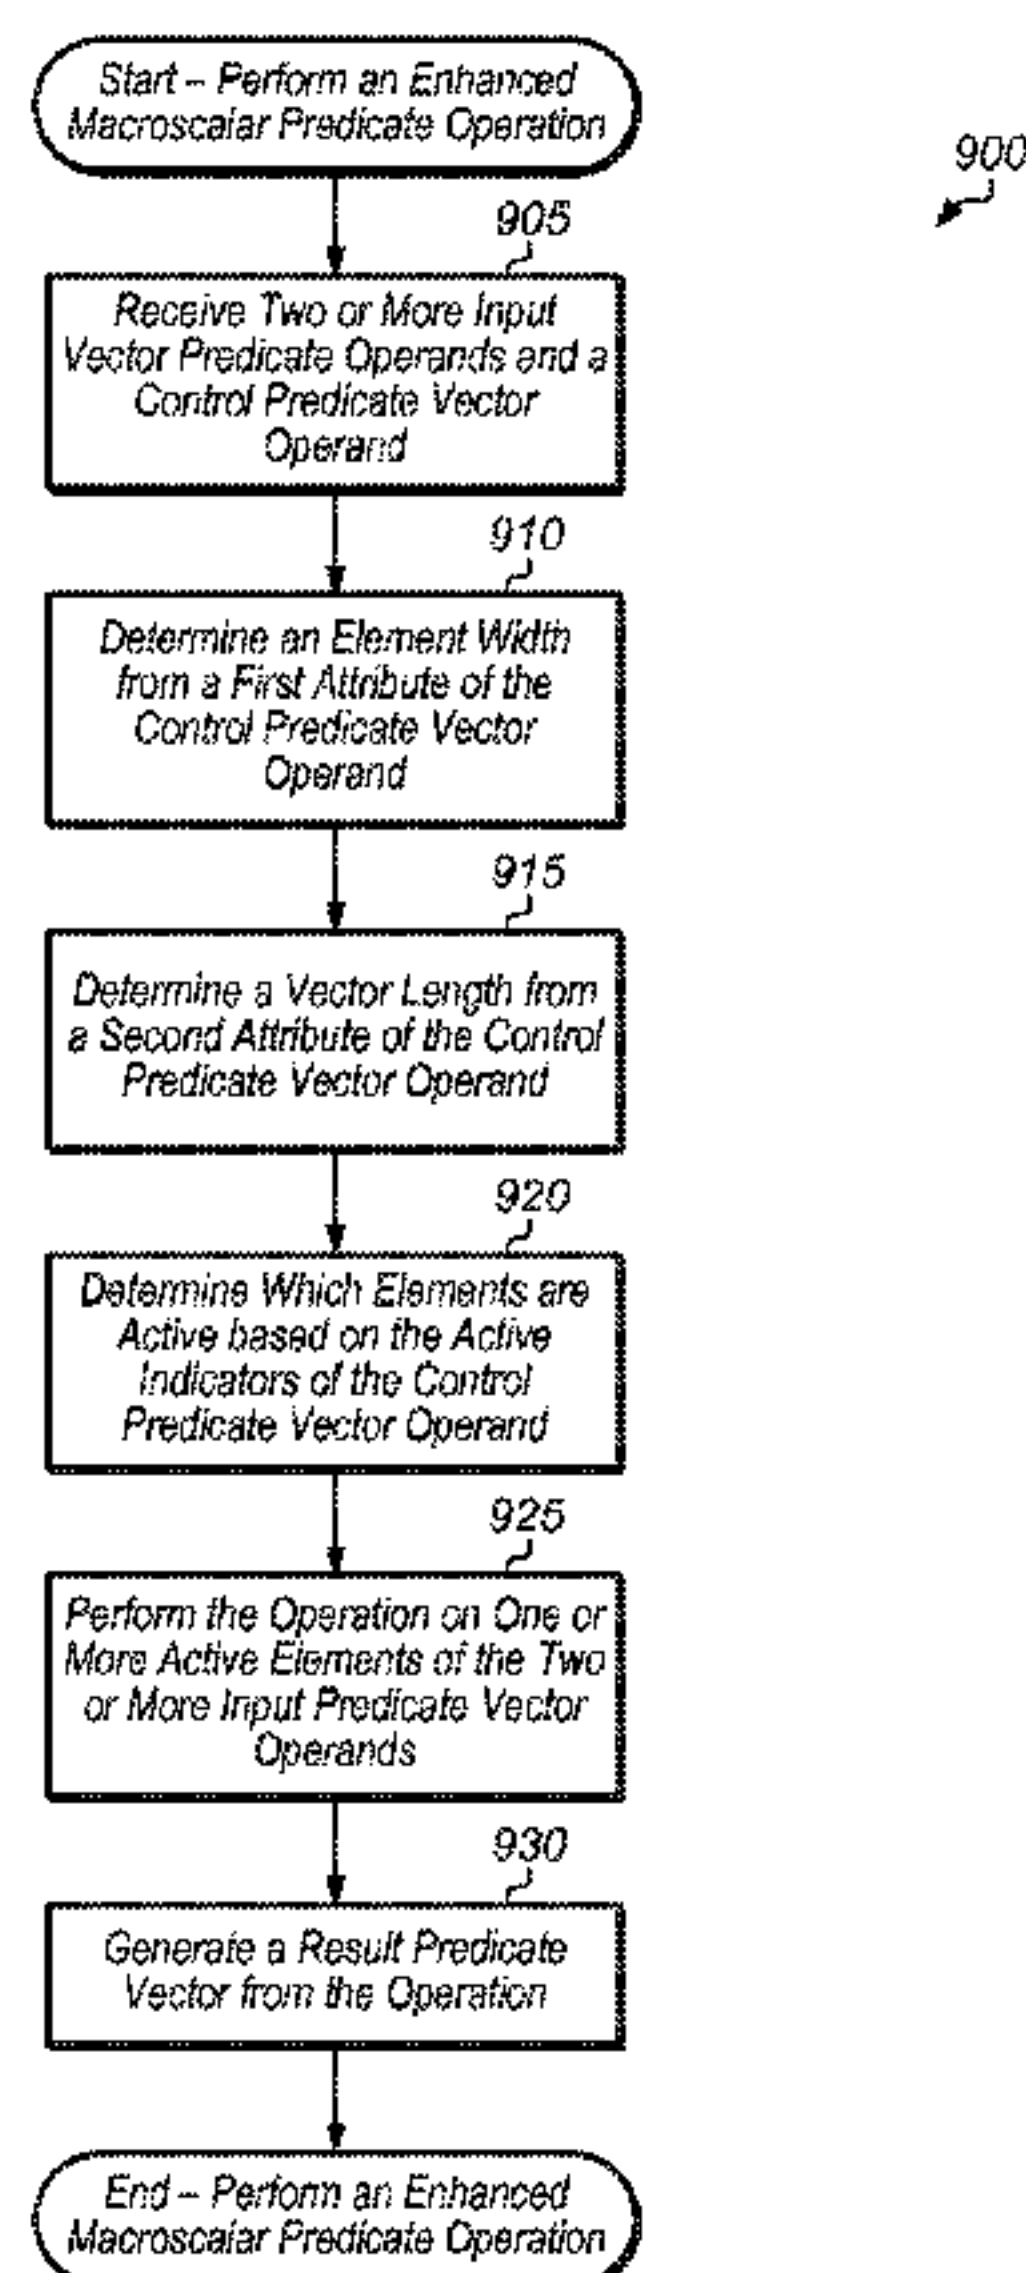 Start – Perform an Enhanced
Macroscalar Predicate Operation
900
905
Receive Two or More Input
Vector Predicate Operands and a
Control Predicate Vector
Operand
910
Determine an Element Width
from a First Attribute of the
Control Predicate Vector
Operand
915
Determine a Vector Length from
a Second Attribute of the Control
Predicate Vector Operand
920
Determine Which Elements are
Active based on the Active
Indicators of the Control
Predicate Vector Operand
925
Perform the Operation on One or
More Active Elements of the Two
or More Input Predicate Vector
Operands
930
Generate a Result Predicate
Vector from the Operation
End – Perform an Enhanced
Macroscalar Predicate Operation